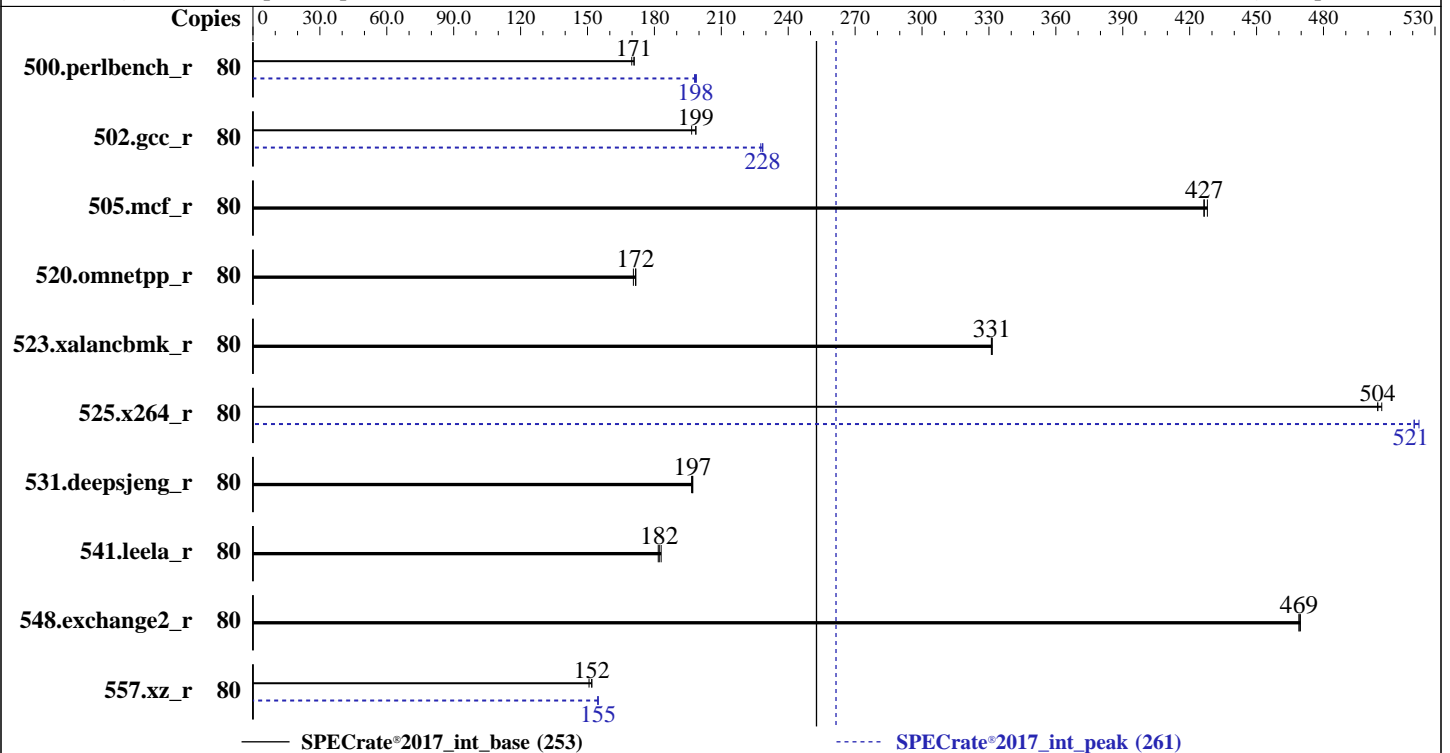 Copies 0 30.0 60.0 90.0 120 150 180 210 240 270 300 330 360 390 420 450 480 530
500.perlbench_r 80 171
198
502.gcc_r 80 199
228
505.mcf_r 80 427
520.omnetpp_r 80 172
523.xalancbmk_r 80 331
525.x264_r 80 504
521
531.deepsjeng_r 80 197
541.leela_r 80 182
548.exchange2_r 80 469
557.xz_r 80 152
155
SPECrate®2017_int_base (253) SPECrate®2017_int_peak (261)